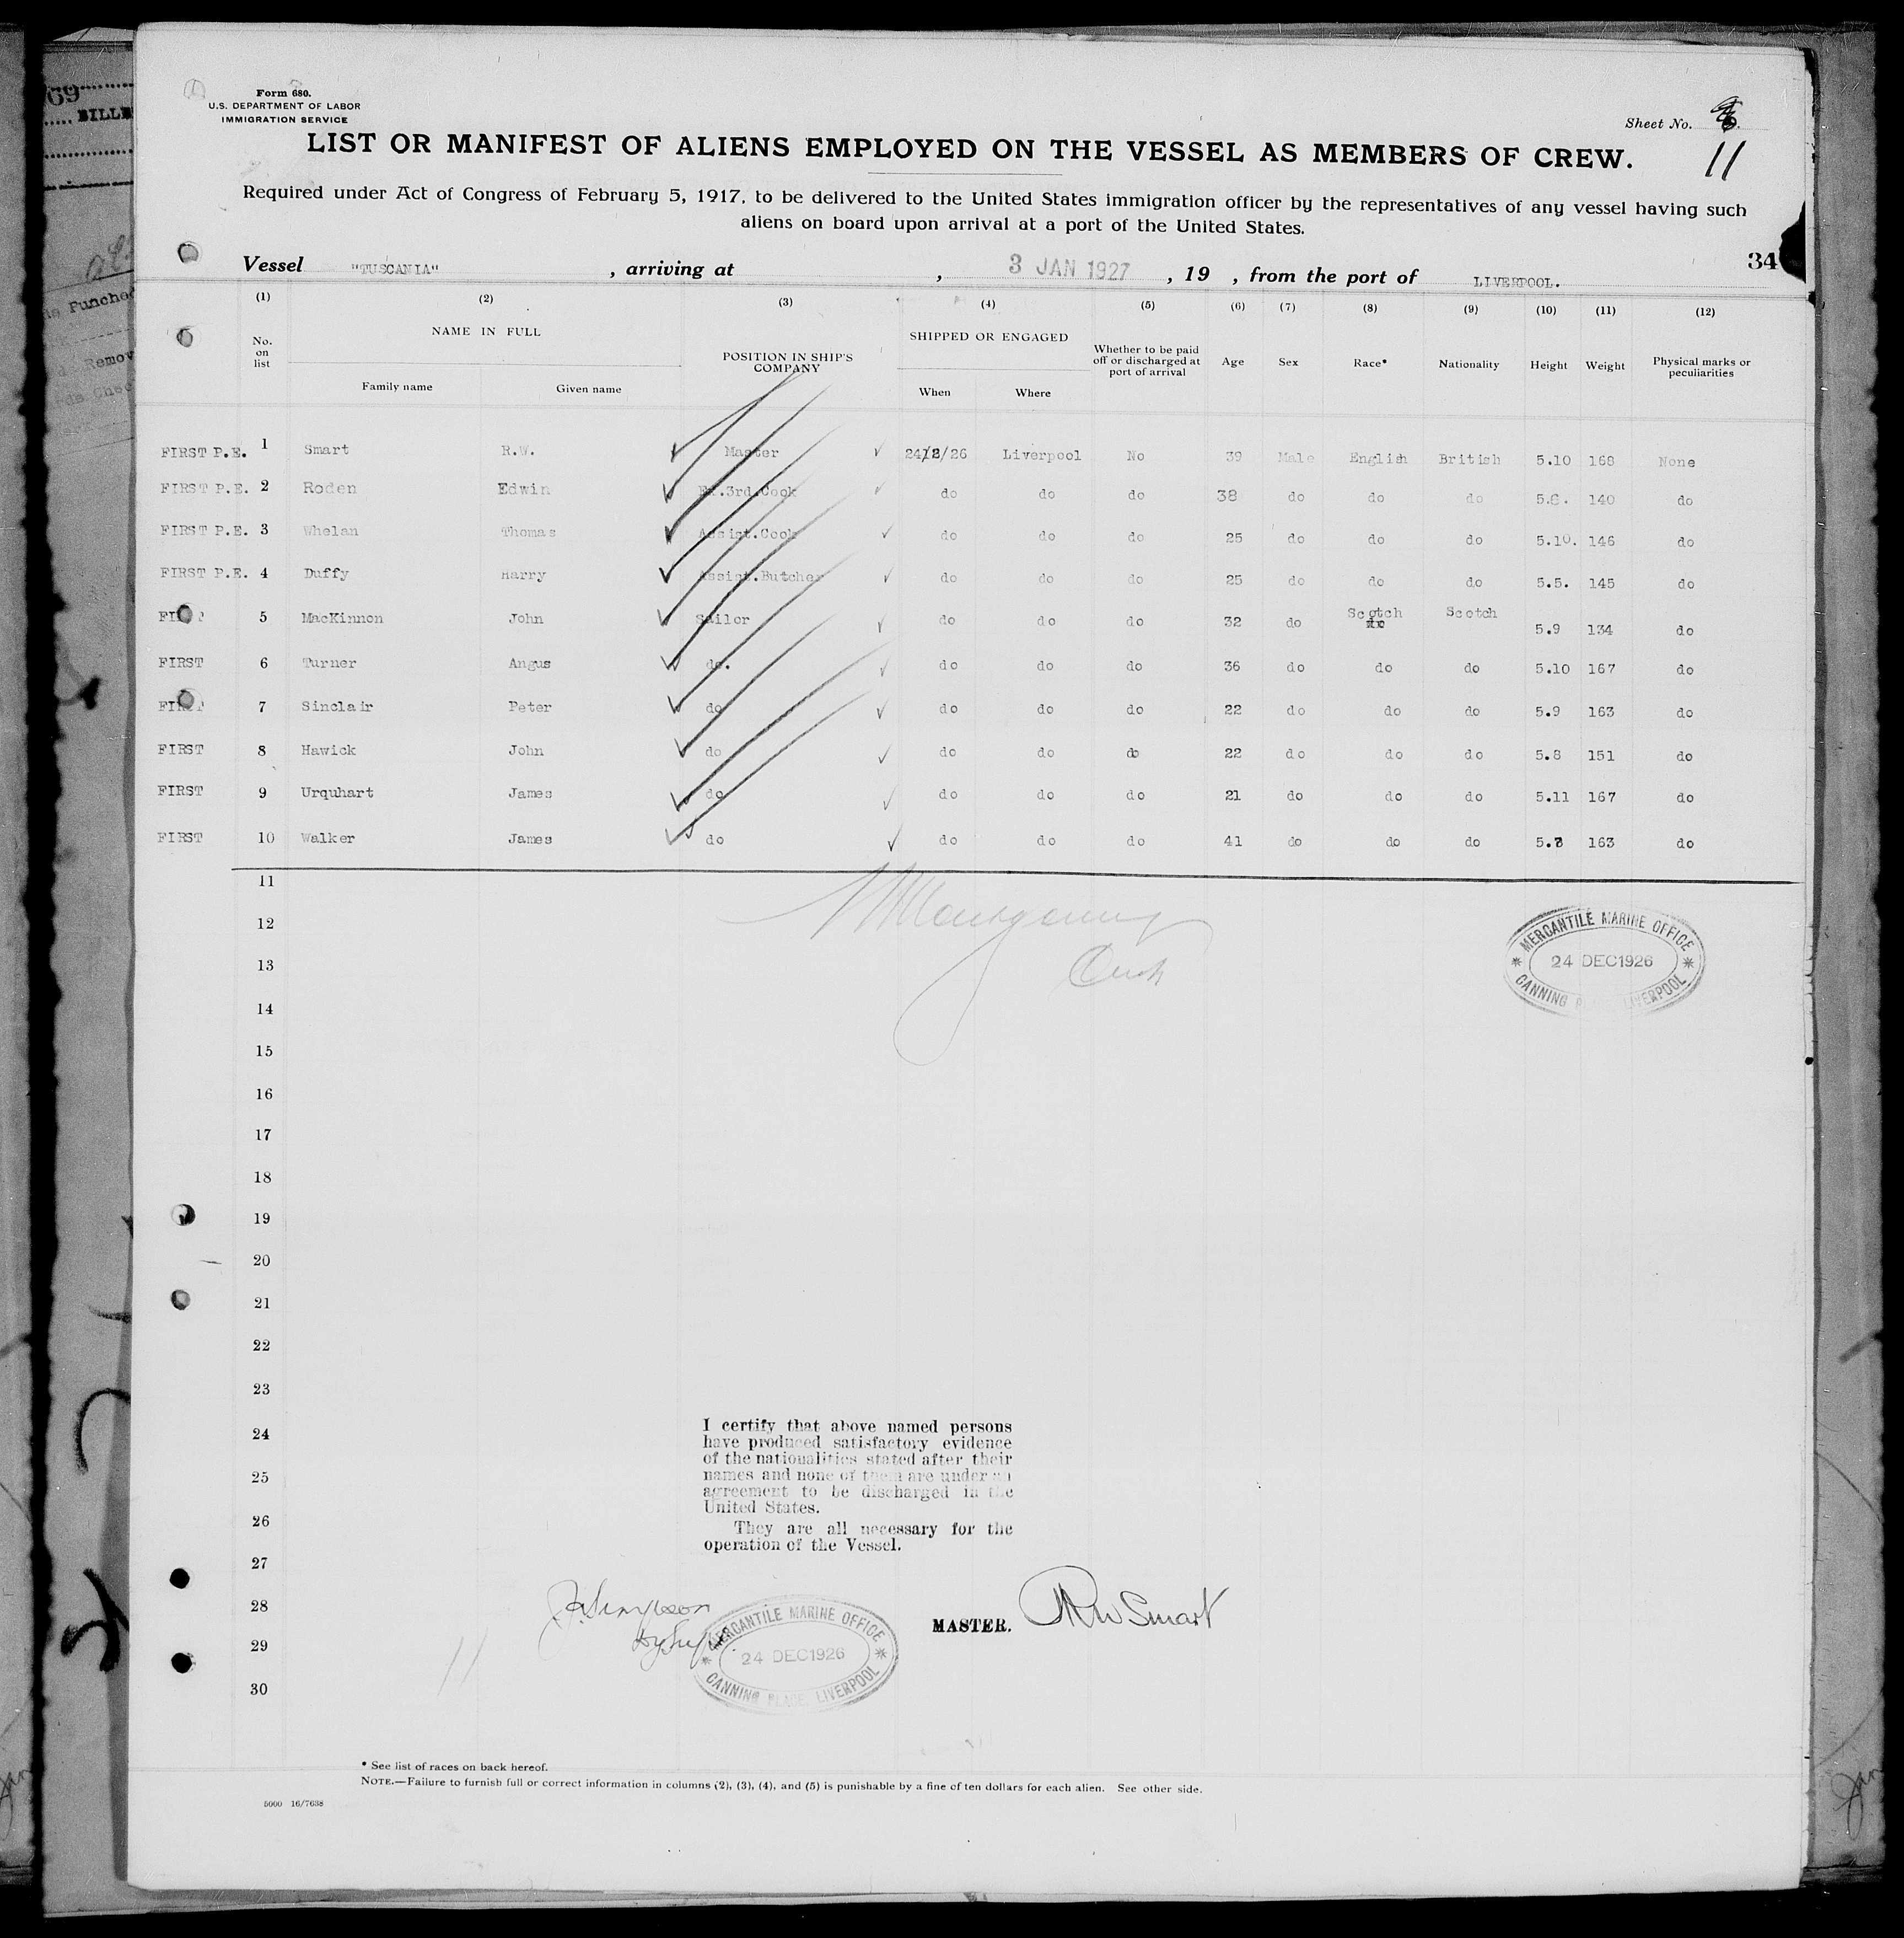 69
BILLE
Form 680.
U.S. DEPARTMENT OF LABOR
IMMIGRATION SERVICE
Sheet No.
11
LIST OR MANIFEST OF ALIENS EMPLOYED ON THE VESSEL AS MEMBERS OF CREW.
Required under Act of Congress of February 5, 1917, to be delivered to the United States immigration officer by the representatives of any vessel having such
aliens on board upon arrival at a port of the United States.
34
Vessel "TUSCANIA" , arriving at , 3 JAN 1927 , 19 , from the port of LIVERPOOL.
(1) (2) (3) (4) (5) (6) (7) (8) (9) (10) (11) (12)
No. on list NAME IN FULL POSITION IN SHIP'S COMPANY SHIPPED OR ENGAGED Whether to be paid off or discharged at port of arrival Age Sex Race* Nationality Height Weight Physical marks or peculiarities
Family name Given name When Where
FIRST P.E. 1 Smart R.W. Master 24/12/26 Liverpool No 39 Male English British 5.10 168 None
FIRST P.E. 2 Roden Edwin .3rd.Cook do do do 38 do do do 5.8. 140 do
FIRST P.E. 3 Whelan Thomas Assist.Cook do do do 25 do do do 5.10. 146 do
FIRST P.E. 4 Duffy Harry Assist.Butcher do do do 25 do do do 5.5. 145 do
5 MacKinnon John Sailor do do do 32 do Scotch Scotch 5.9 134 do
FIRST 6 Turner Angus do. do do do 36 do do do 5.10 167 do
7 Sinclair Peter do do do do 22 do do do 5.9 163 do
FIRST 8 Hawick John do do do do 22 do do do 5.8 151 do
FIRST 9 Urquhart James do do do do 21 do do do 5.11 167 do
FIRST 10 Walker James do do do do 41 do do do 163 do
11
12
13
14
15
16
17
18
19
20
21
22
23
24
25
26
27
28
29
30
MERCANTILE MARINE OFFICE
24 DEC 1926
CANNING LIVERPOOL
I certify that above named persons
have produced satisfactory evidence
of the nationalities stated after their
names and none of them are under an
agreement to be discharged in the
United States.
They are all necessary for the
operation of the Vessel.
MASTER. RW Smart
MERCANTILE MARINE OFFICE
24 DEC 1926
CANNING PLACE LIVERPOOL
11
* See list of races on back hereof.
NOTE.—Failure to furnish full or correct information in columns (2), (3), (4), and (5) is punishable by a fine of ten dollars for each alien. See other side.
5000 16/7638